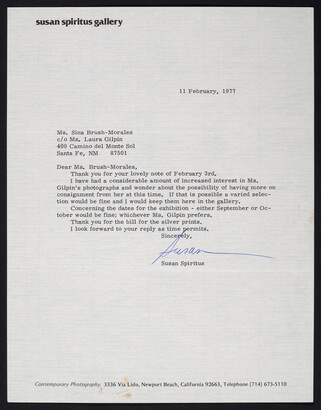 susan spiritus gallery
11 February, 1977
Ms. Sina Brush-Morales
c/o Ms. Laura Gilpin
409 Camino del Monte Sol
Santa Fe, NM 87501
Dear Ms. Brush-Morales,
Thank you for your lovely note of February 3rd.
I have had a considerable amount of increased interest in Ms.
Gilpin's photographs and wonder about the possibility of having more on
consignment from her at this time. If that is possible a varied selec-
tion would be fine and I would keep them here in the gallery.
Concerning the dates for the exhibition - either September or Oc-
tober would be fine; whichever Ms. Gilpin prefers.
Thank you for the bill for the silver prints.
I look forward to your reply as time permits.
Sincerely,
Susan
Susan Spiritus
Contemporary Photography. 3336 Via Lido, Newport Beach, California 92663, Telephone (714) 673-5110